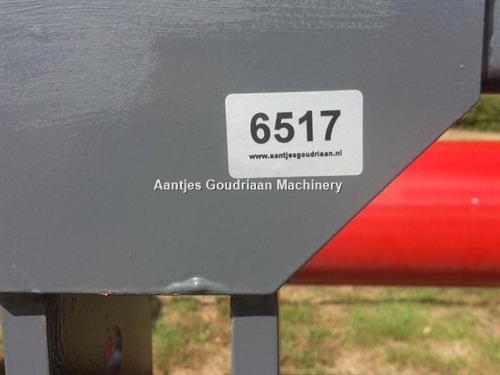 6517
www.aantjesgoudriaan.nl
Aantjes Goudriaan Machinery